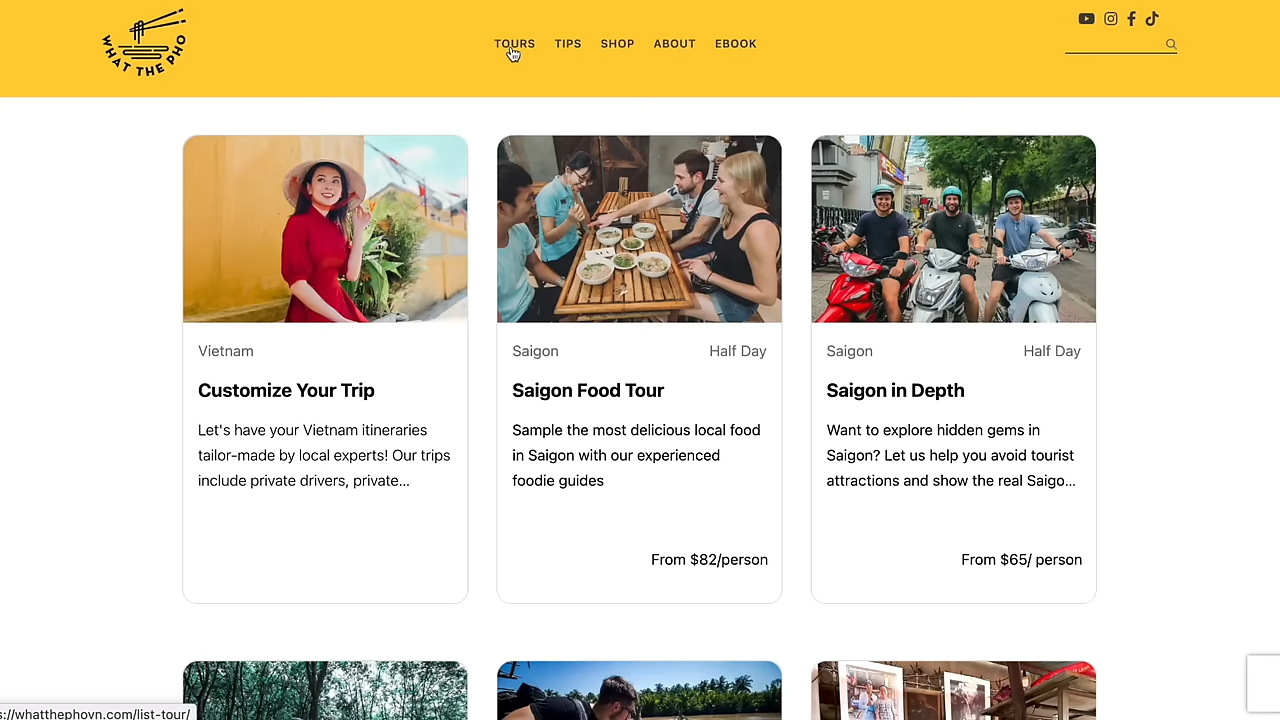 WHAT THE PHO
TOURS TIPS SHOP ABOUT EBOOK
Vietnam
Customize Your Trip
Let's have your Vietnam itineraries
tailor-made by local experts! Our trips
include private drivers, private...
Saigon Half Day
Saigon Food Tour
Sample the most delicious local food
in Saigon with our experienced
foodie guides
From $82/person
Saigon Half Day
Saigon in Depth
Want to explore hidden gems in
Saigon? Let us help you avoid tourist
attractions and show the real Saigo...
From $65/ person
s://whatthephovn.com/list-tour/